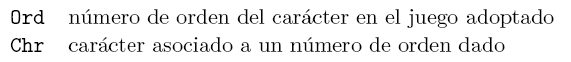 Ord número de orden del carácter en el juego adoptado
Chr carácter asociado a un número de orden dado